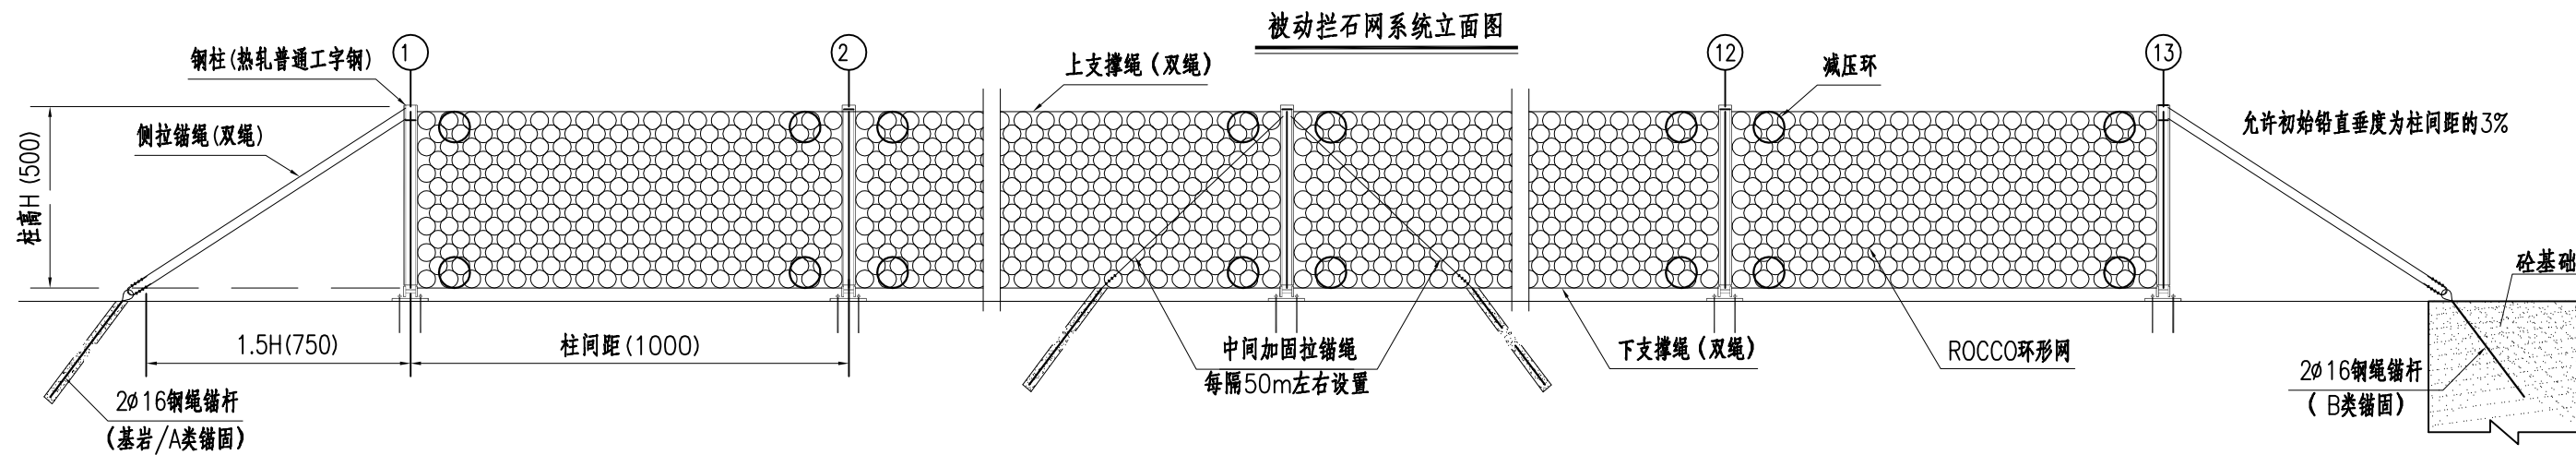 被动拦石网系统立面图
1
2
12
13
钢柱(热轧普通工字钢)
上支撑绳（双绳）
减压环
侧拉锚绳(双绳)
允许初始铅直垂度为柱间距的3%
柱高H (500)
砼基础
1.5H(750)
柱间距(1000)
中间加固拉锚绳
每隔50m左右设置
下支撑绳（双绳）
ROCCO环形网
2ø16钢绳锚杆
(基岩/A类锚固)
2ø16钢绳锚杆
( B类锚固)